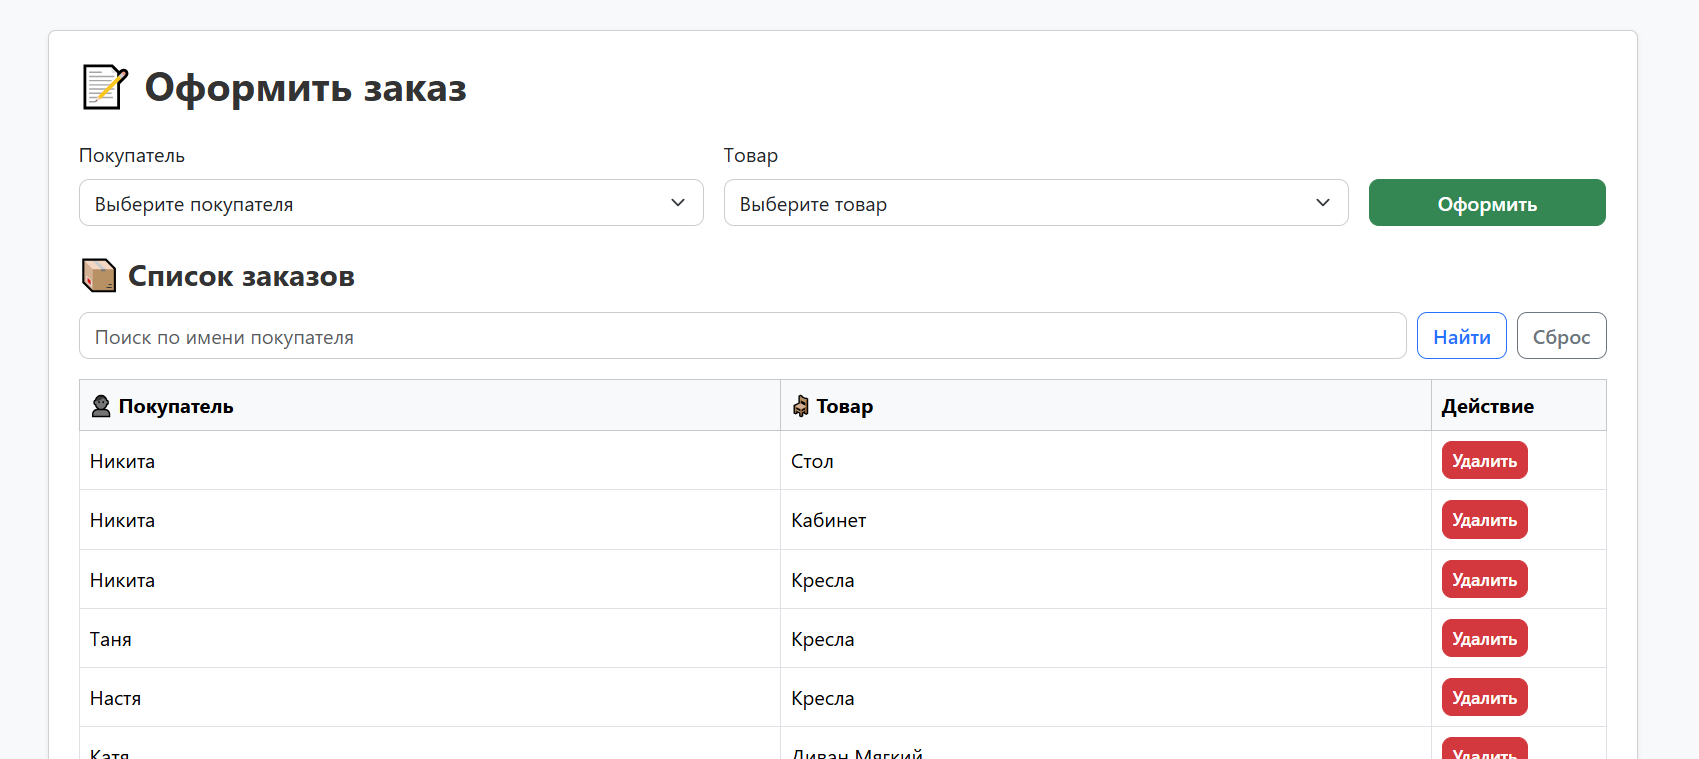 Оформить заказ
Покупатель
Товар
Выберите покупателя
Выберите товар
Оформить
Список заказов
Поиск по имени покупателя
Найти
Сброс
Покупатель
Товар
Действие
Никита
Стол
Удалить
Никита
Кабинет
Удалить
Никита
Кресла
Удалить
Таня
Кресла
Удалить
Настя
Кресла
Удалить
Катя
Диван Мягкий
Удалить